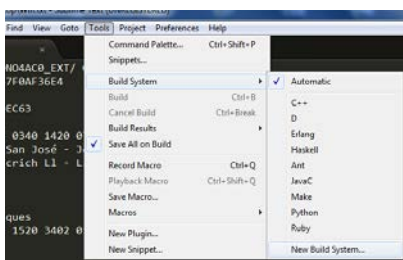 Find View Goto Tools Project Preferences Help
Command Palette... Ctrl+Shift+P
Snippets...
Build System
Build Ctrl+B
Cancel Build Ctrl+Break
Build Results
Save All on Build
Record Macro Ctrl+Q
Playback Macro Ctrl+Shift+Q
Save Macro...
Macros
New Plugin...
New Snippet...
Automatic
C++
D
Erlang
Haskell
Ant
JavaC
Make
Python
Ruby
New Build System...
NO4AC0_EXT/
7F0AF36E4
EC63
0340 1420 0
San José - J
crich Ll - L
ques
1520 3402 0